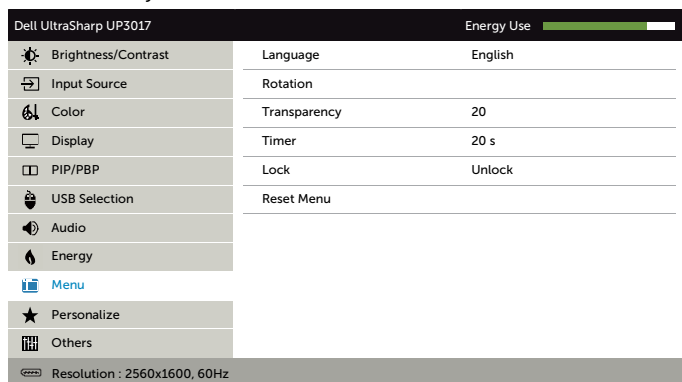 Dell UltraSharp UP3017 Energy Use
Brightness/Contrast Language English
Input Source Rotation
Color Transparency 20
Display Timer 20 s
PIP/PBP Lock Unlock
USB Selection Reset Menu
Audio
Energy
Menu
Personalize
Others
Resolution : 2560x1600, 60Hz